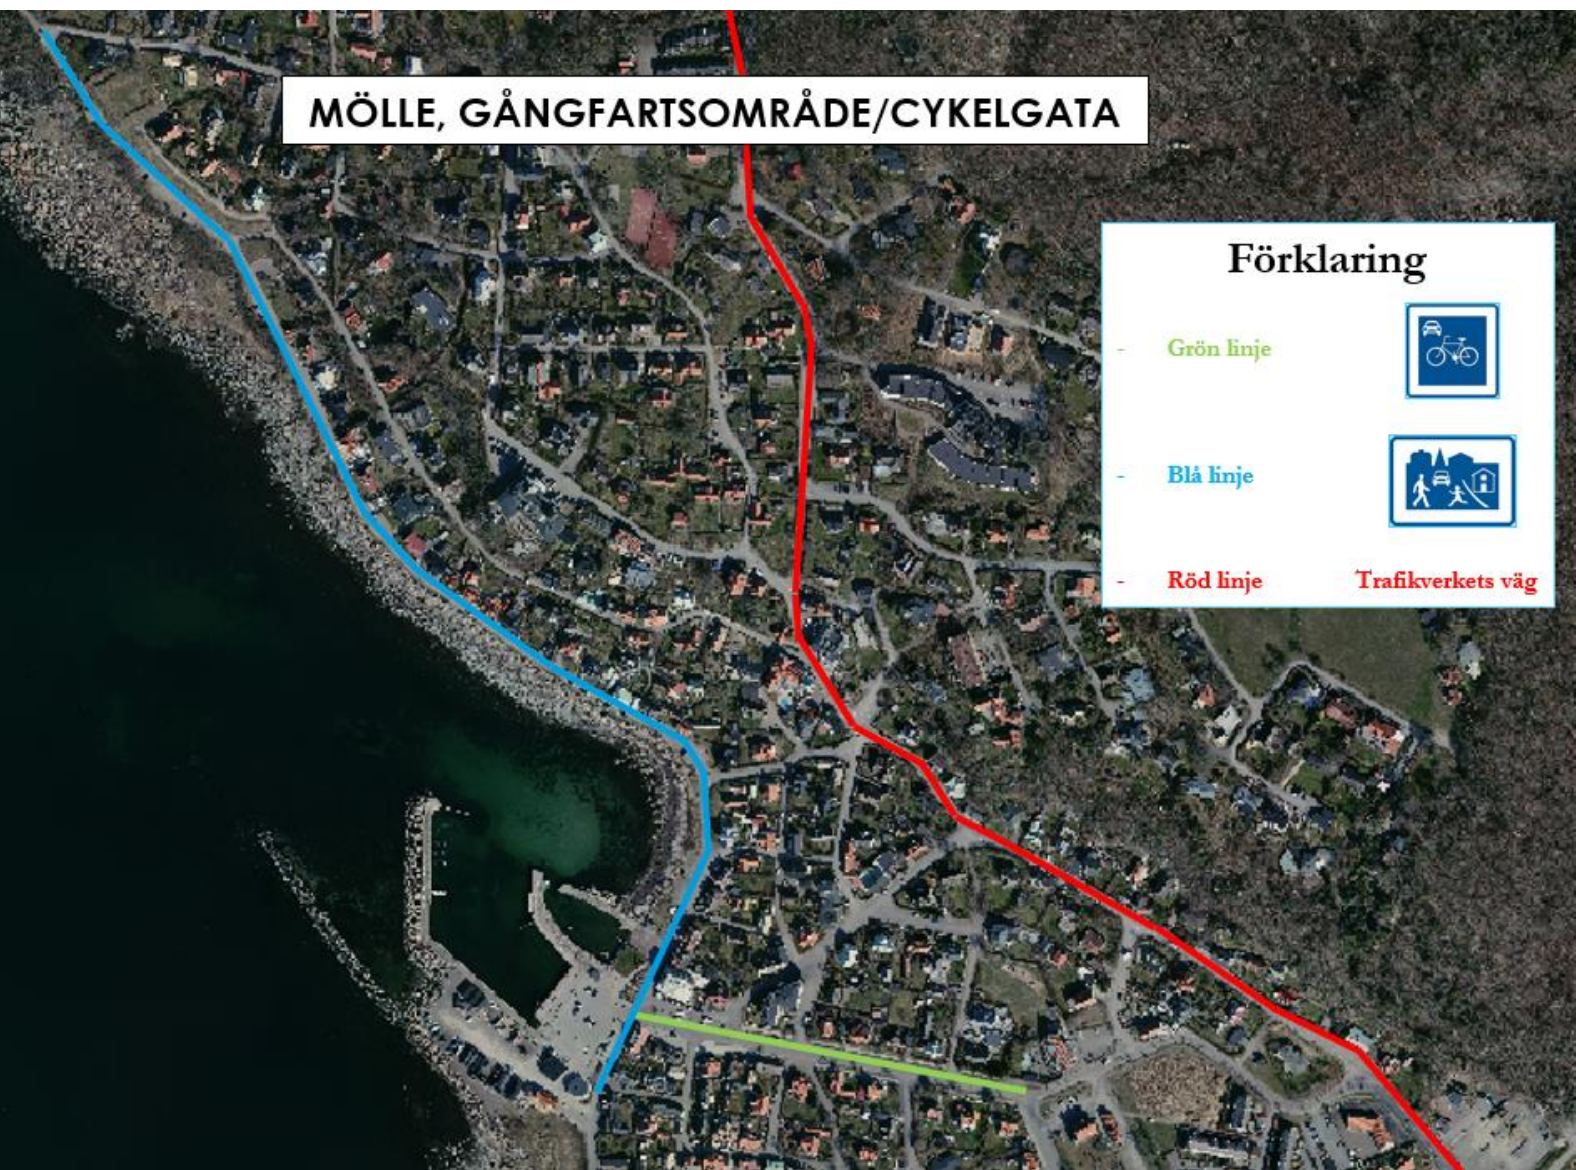 MÖLLE, GÅNGFARTSOMRÅDE/CYKELGATA
Förklaring
- Grön linje
- Blå linje
- Röd linje Trafikverkets väg